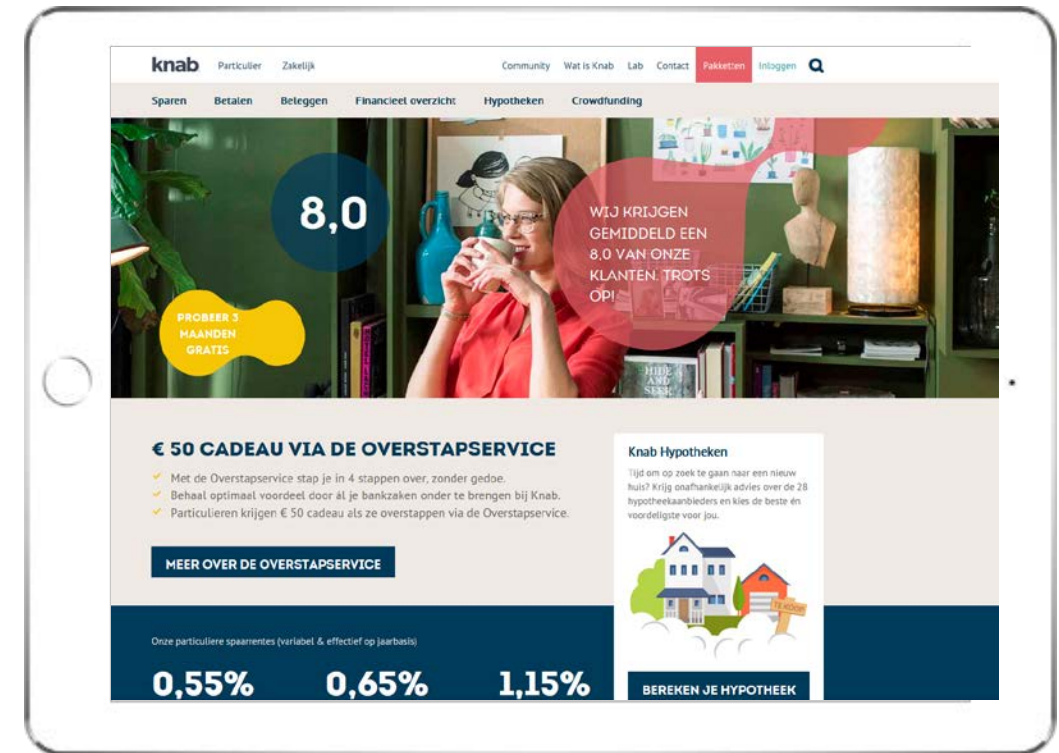 knab Particulier Zakelijk Community Wat is Knab Lab Contact Pakketten Inloggen
Sparen Betalen Beleggen Financieel overzicht Hypotheken Crowdfunding
8,0
WIJ KRIJGEN
GEMIDDELD EEN
8,0 VAN ONZE
KLANTEN. TROTS
OP!
PROBEER 3
MAANDEN
GRATIS
HIDE
AND
SEEK
€ 50 CADEAU VIA DE OVERSTAPSERVICE
Met de Overstapservice stap je in 4 stappen over, zonder gedoe.
Behaal optimaal voordeel door ál je bankzaken onder te brengen bij Knab.
Particulieren krijgen € 50 cadeau als ze overstappen via de Overstapservice.
MEER OVER DE OVERSTAPSERVICE
Knab Hypotheken
Tijd om op zoek te gaan naar een nieuw
huis? Krijg onafhankelijk advies over de 28
hypotheekaanbieders en kies de beste én
voordeligste voor jou.
TE KOOP
BEREKEN JE HYPOTHEEK
Onze particuliere spaarrentes (variabel & effectief op jaarbasis)
0,55% 0,65% 1,15%